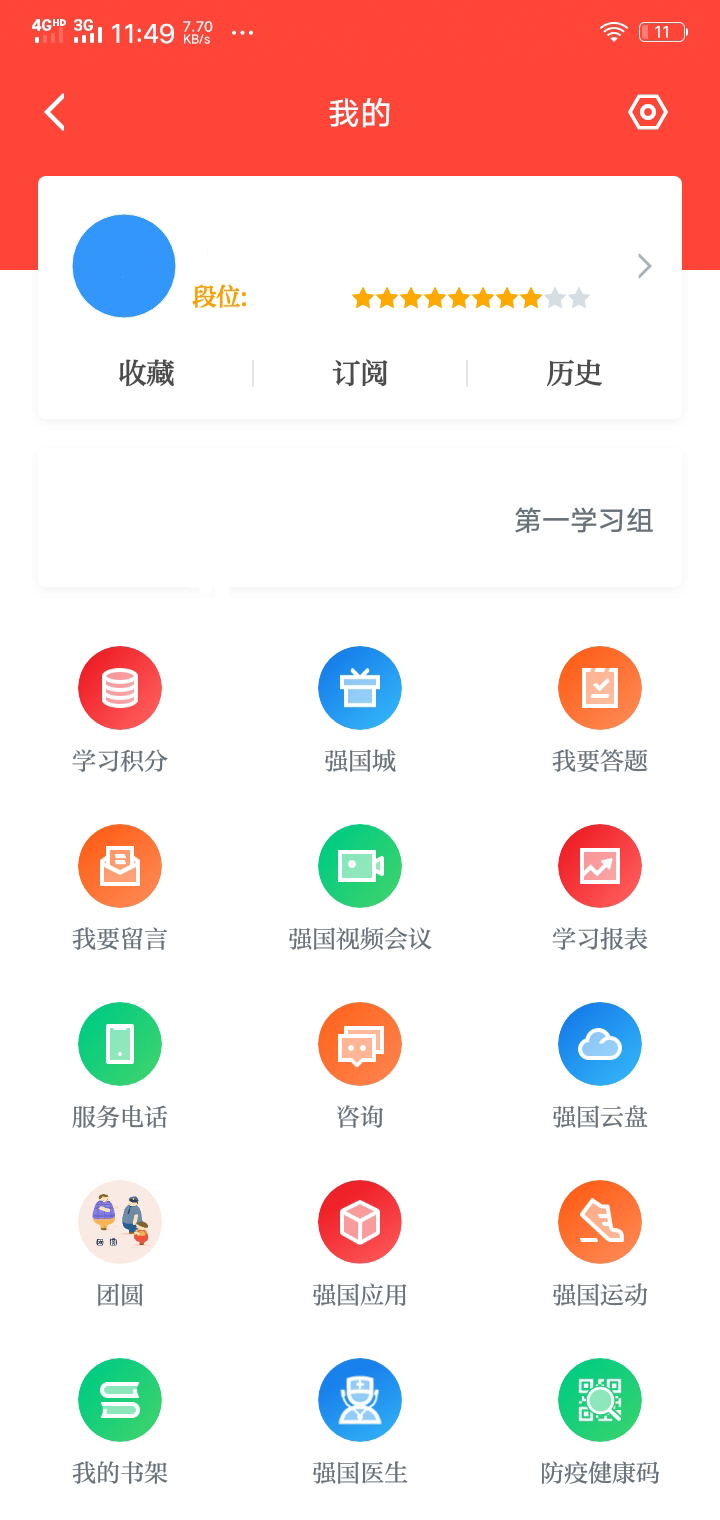 4GHD 3G 11:49 7.70 KB/s ... 11
我的
段位:
收藏 订阅 历史
第一学习组
学习积分 强国城 我要答题
我要留言 强国视频会议 学习报表
服务电话 咨询 强国云盘
团圆 强国应用 强国运动
我的书架 强国医生 防疫健康码